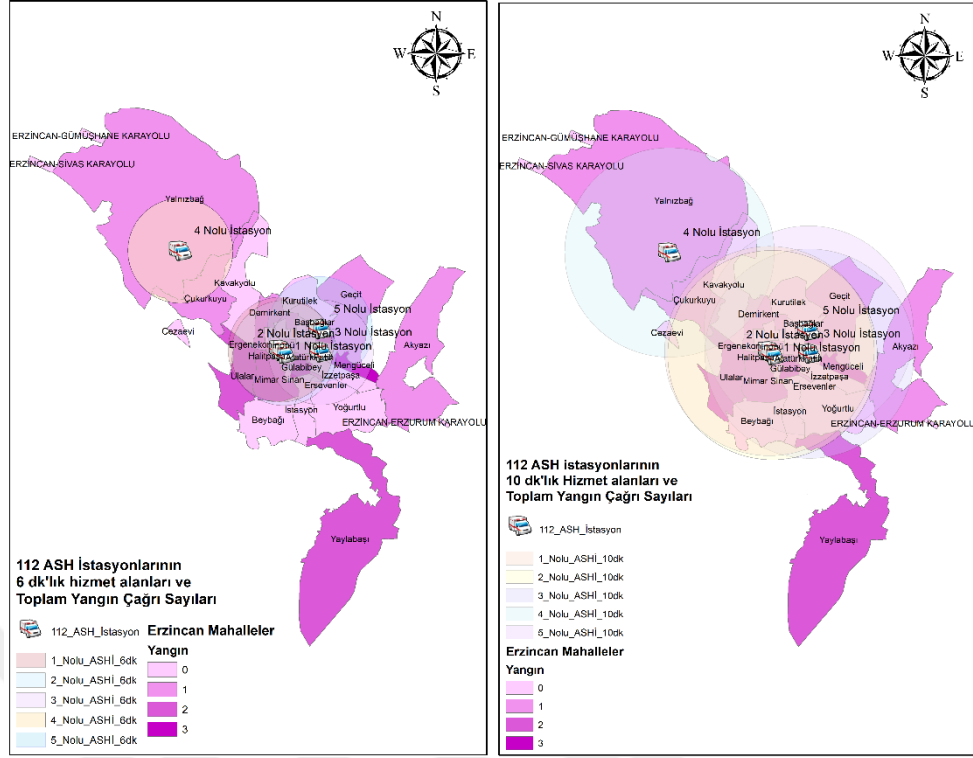 N
W
E
S
ERZİNCAN-GÜMÜŞHANE KARAYOLU
ERZİNCAN-SİVAS KARAYOLU
Yalnızbağ
4 Nolu İstasyon
Kavakyolu
Çukurkuyu
Kurutilek
Geçit
Demirkent
5 Nolu İstasyon
Cezaevi
Başbağlar
2 Nolu İstasyon
3 Nolu İstasyon
1 Nolu İstasyon
Akyazı
Gülabibey
Mengüceli
Ulalar
Mimar Sinan
İzzetpaşa
Ersevenler
İstasyon
Yoğurtlu
Beybağı
ERZİNCAN-ERZURUM KARAYOLU
Yaylabaşı
112 ASH İstasyonlarının
6 dk'lık hizmet alanları ve
Toplam Yangın Çağrı Sayıları
112_ASH_İstasyon
1_Nolu_ASHİ_6dk
2_Nolu_ASHİ_6dk
3_Nolu_ASHİ_6dk
4_Nolu_ASHİ_6dk
5_Nolu_ASHİ_6dk
Erzincan Mahalleler
Yangın
0
1
2
3
N
W
E
S
ERZİNCAN-GÜMÜŞHANE KARAYOLU
ERZİNCAN-SİVAS KARAYOLU
Yalnızbağ
4 Nolu İstasyon
Kavakyolu
Çukurkuyu
Kurutilek
Geçit
Demirkent
5 Nolu İstasyon
Cezaevi
Başbağlar
2 Nolu İstasyon
3 Nolu İstasyon
1 Nolu İstasyon
Akyazı
Gülabibey
Mengüceli
Ulalar
Mimar Sinan
İzzetpaşa
Ersevenler
İstasyon
Yoğurtlu
Beybağı
ERZİNCAN-ERZURUM KARAYOLU
Yaylabaşı
112 ASH istasyonlarının
10 dk'lık Hizmet alanları ve
Toplam Yangın Çağrı Sayıları
112_ASH_İstasyon
1_Nolu_ASHİ_10dk
2_Nolu_ASHİ_10dk
3_Nolu_ASHİ_10dk
4_Nolu_ASHİ_10dk
5_Nolu_ASHİ_10dk
Erzincan Mahalleler
Yangın
0
1
2
3